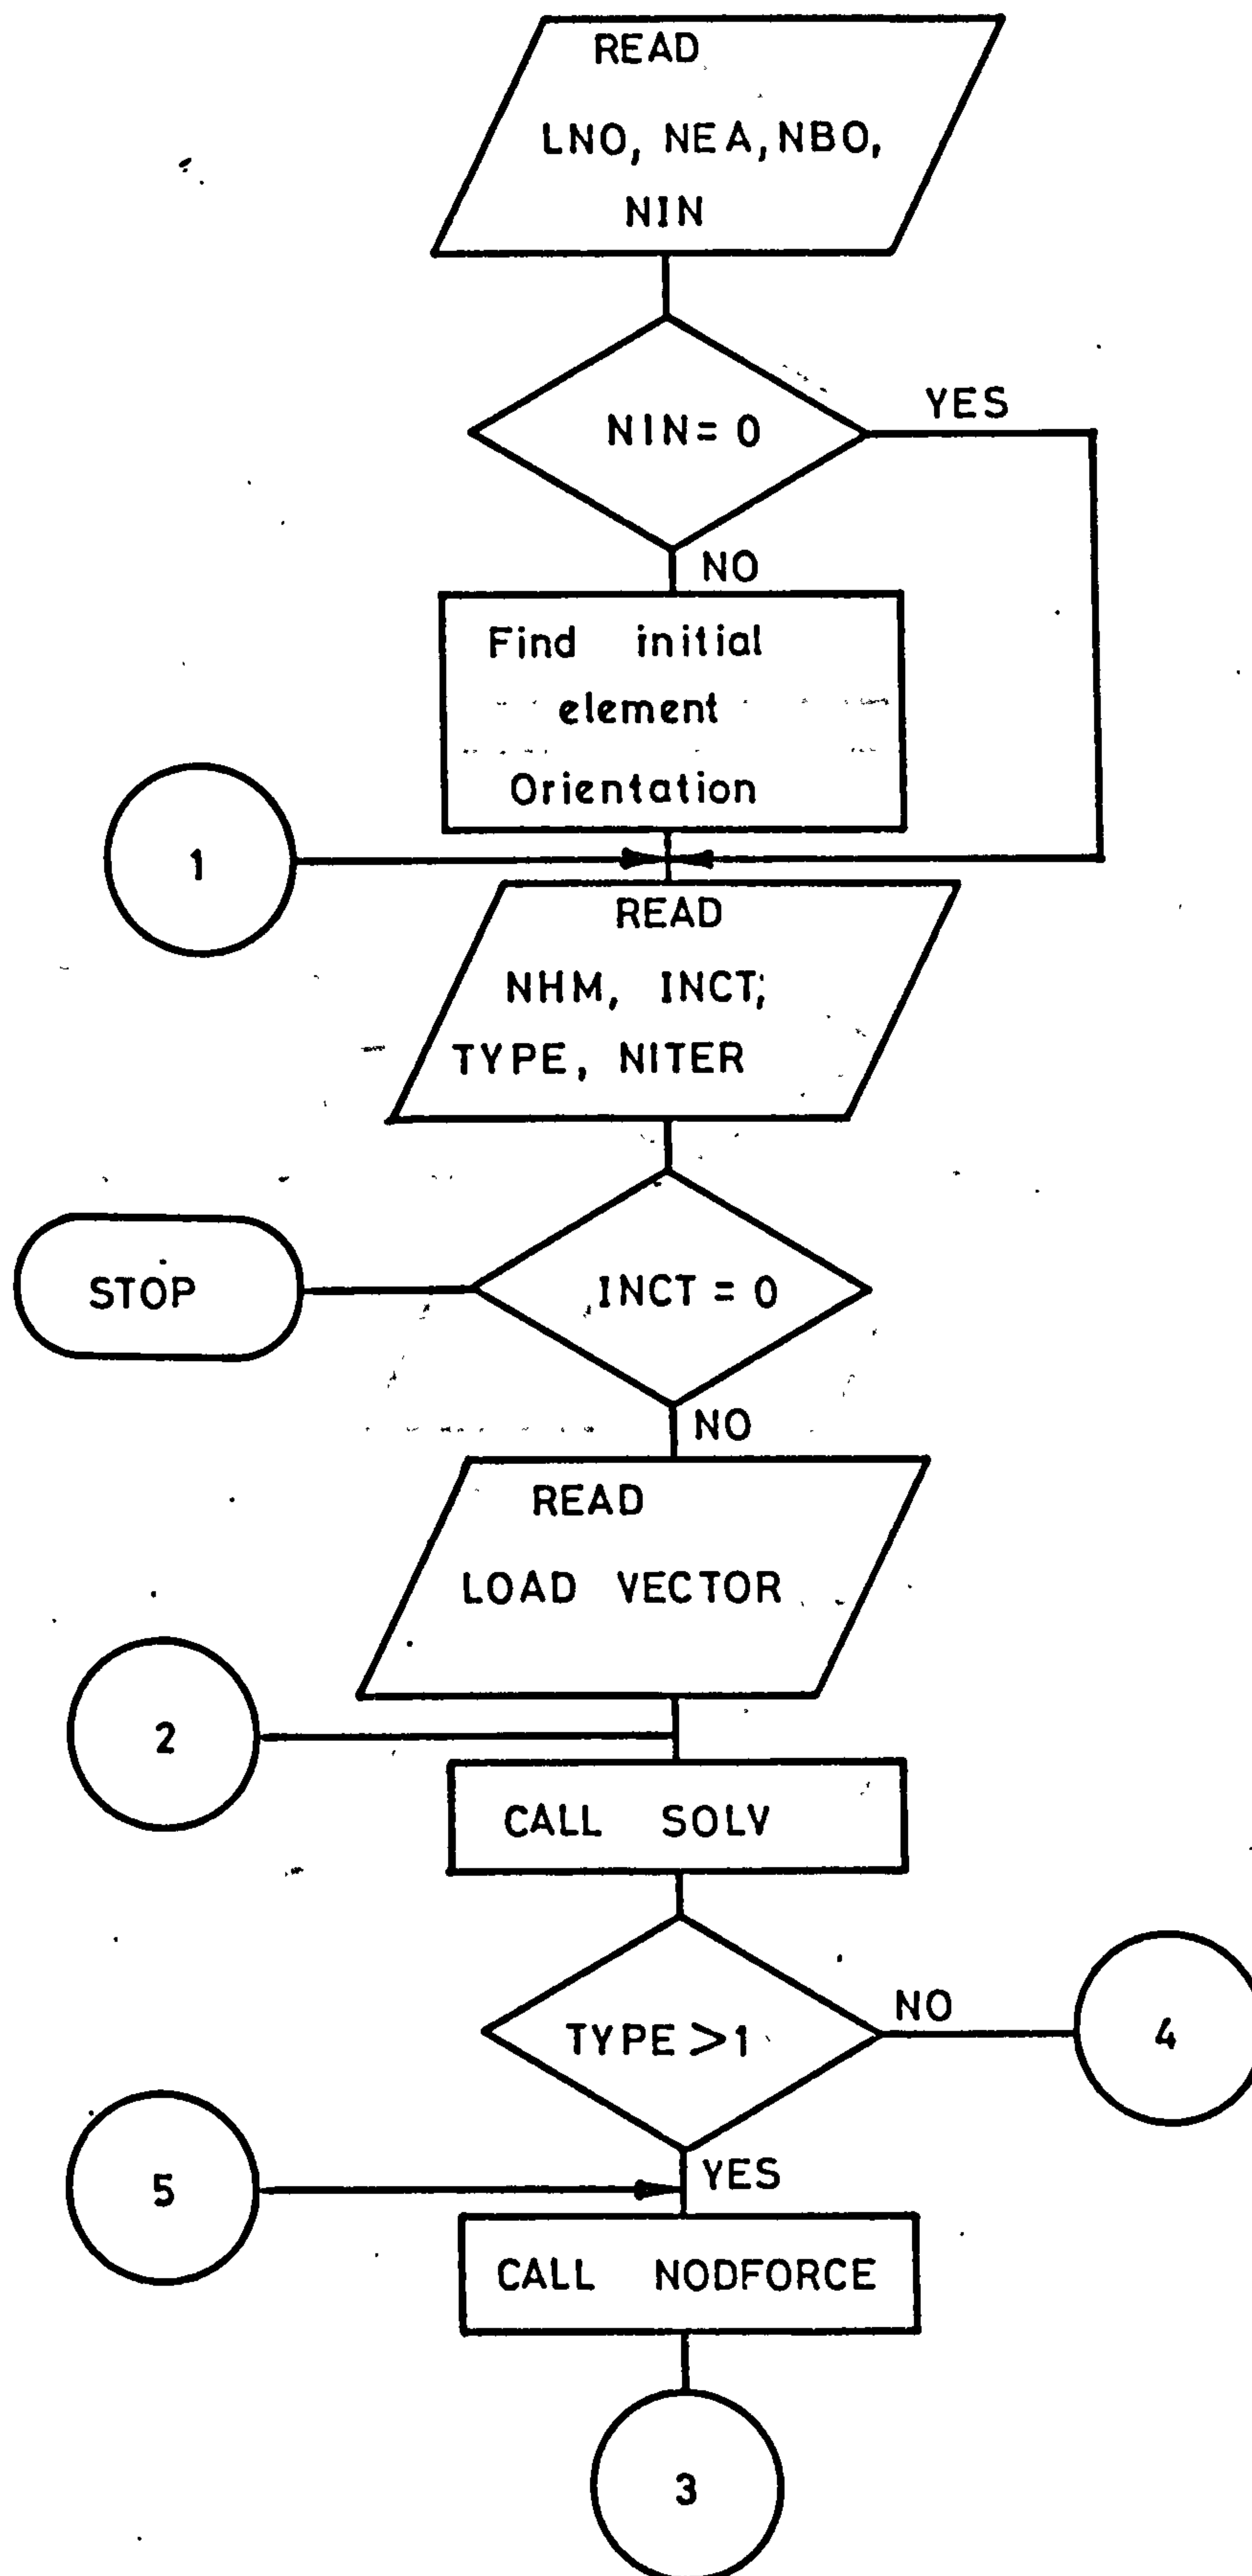 READ
LNO, NEA, NBO,
NIN
NIN = 0
YES
NO
Find initial
element
Orientation
1
READ
NHM, INCT;
TYPE, NITER
STOP
INCT = 0
NO
READ
LOAD VECTOR
2
CALL SOLV
TYPE >1
NO
4
5
YES
CALL NODFORCE
3